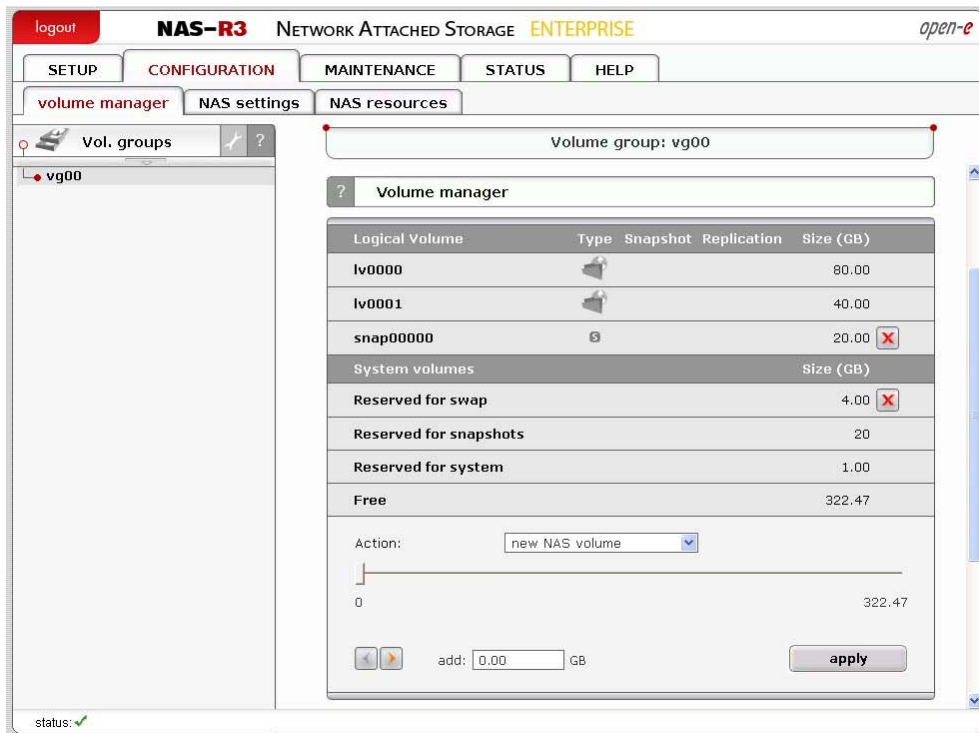 logout NAS-R3 NETWORK ATTACHED STORAGE ENTERPRISE open-e
SETUP CONFIGURATION MAINTENANCE STATUS HELP
volume manager NAS settings NAS resources
Vol. groups ?
vg00
Volume group: vg00
? Volume manager
Logical Volume Type Snapshot Replication Size (GB)
lv0000 80.00
lv0001 40.00
snap00000 S 20.00 X
System volumes Size (GB)
Reserved for swap 4.00 X
Reserved for snapshots 20
Reserved for system 1.00
Free 322.47
Action: new NAS volume
0 322.47
add: 0.00 GB apply
status: